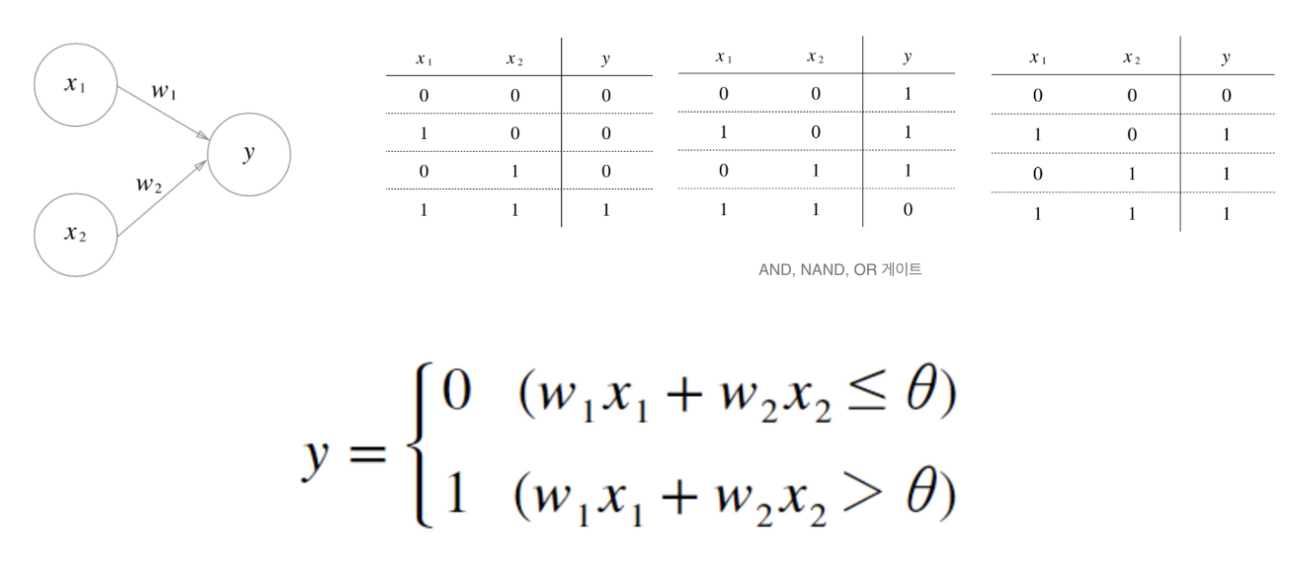 x₁
w₁
y
w₂
x₂
x₁ x₂ y
0 0 0
1 0 0
0 1 0
1 1 1
x₁ x₂ y
0 0 1
1 0 1
0 1 1
1 1 0
x₁ x₂ y
0 0 0
1 0 1
0 1 1
1 1 1
AND, NAND, OR 게이트
y = { 0 (w₁x₁ + w₂x₂ ≤ θ)
1 (w₁x₁ + w₂x₂ > θ)